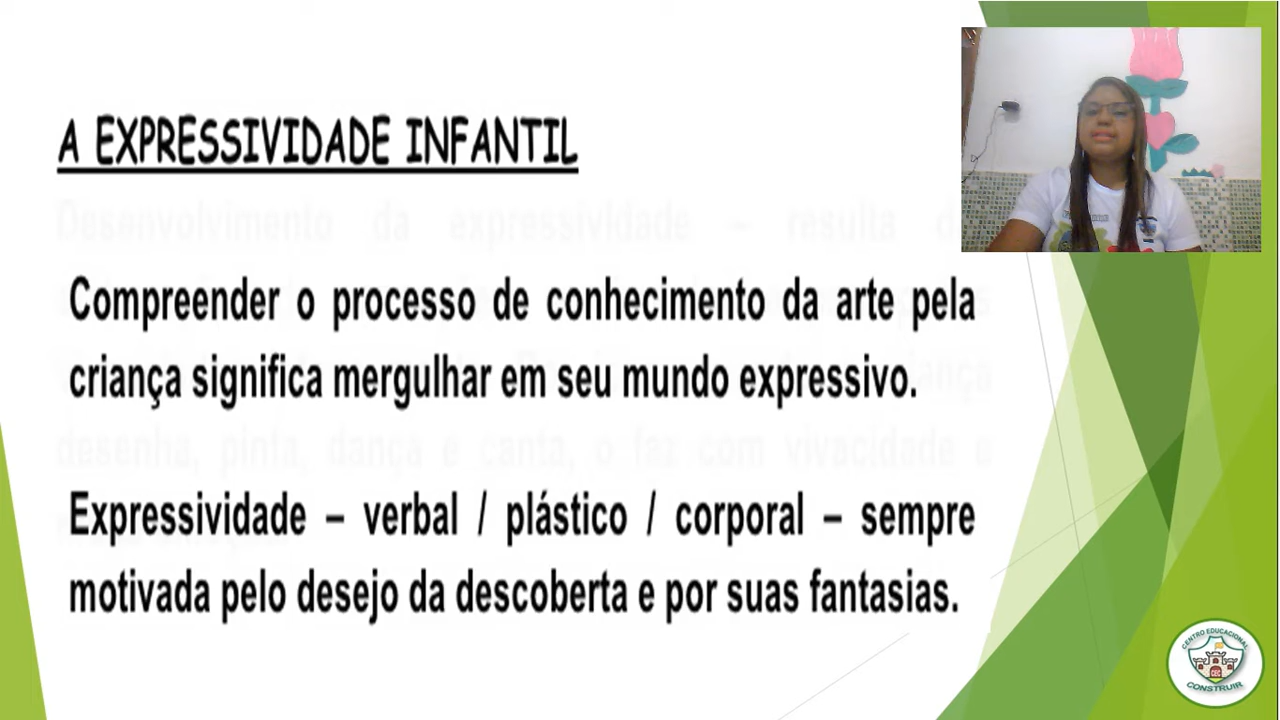 A EXPRESSIVIDADE INFANTIL
Desenvolvimento da expressividade – resulta
Compreender o processo de conhecimento da arte pela
criança significa mergulhar em seu mundo expressivo.
desenha, pinta, dança e canta, o faz com vivacidade e
Expressividade – verbal / plástico / corporal – sempre
motivada pelo desejo da descoberta e por suas fantasias.
CENTRO EDUCACIONAL
CEC
CONSTRUIR